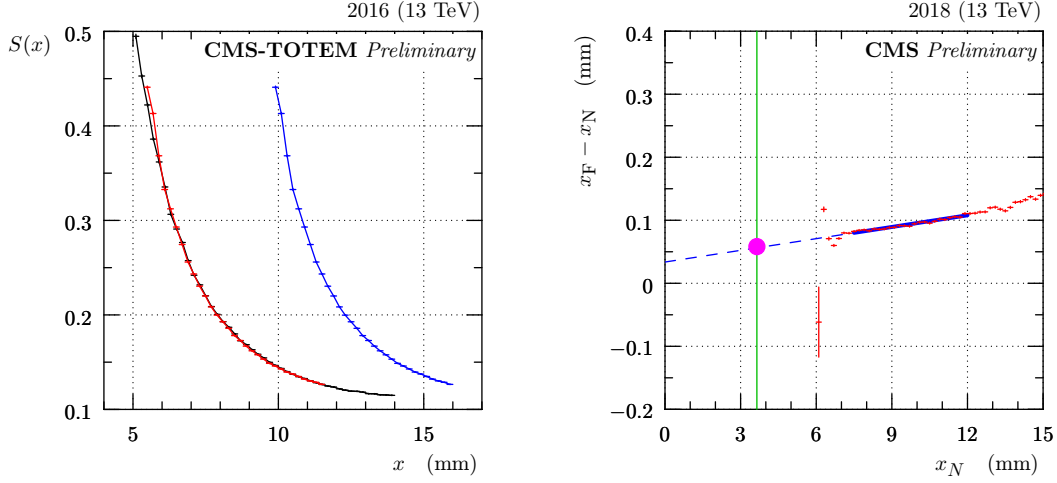 2016 (13 TeV)
S(x)
CMS-TOTEM Preliminary
0.5
0.4
0.3
0.2
0.1
5
10
15
x (mm)
2018 (13 TeV)
CMS Preliminary
x_F − x_N (mm)
0.4
0.3
0.2
0.1
0
−0.1
−0.2
0
3
6
9
12
15
x_N (mm)